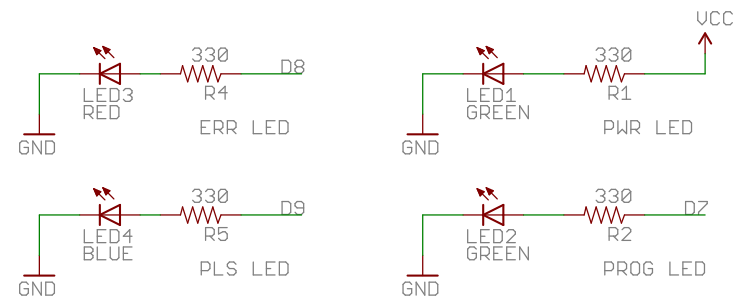 VCC
330
D8
LED3
RED
R4
ERR LED
GND
330
LED1
GREEN
R1
PWR LED
GND
330
D9
LED4
BLUE
R5
PLS LED
GND
330
D7
LED2
GREEN
R2
PROG LED
GND